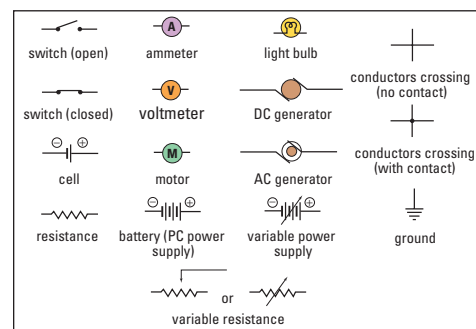 A
switch (open)
ammeter
light bulb
conductors crossing
(no contact)
V
switch (closed)
voltmeter
DC generator
⊖ ⊕
M
conductors crossing
(with contact)
cell
motor
AC generator
⊖ ⊕
⊖ ⊕
resistance
battery (PC power
supply)
variable power
supply
ground
or
variable resistance